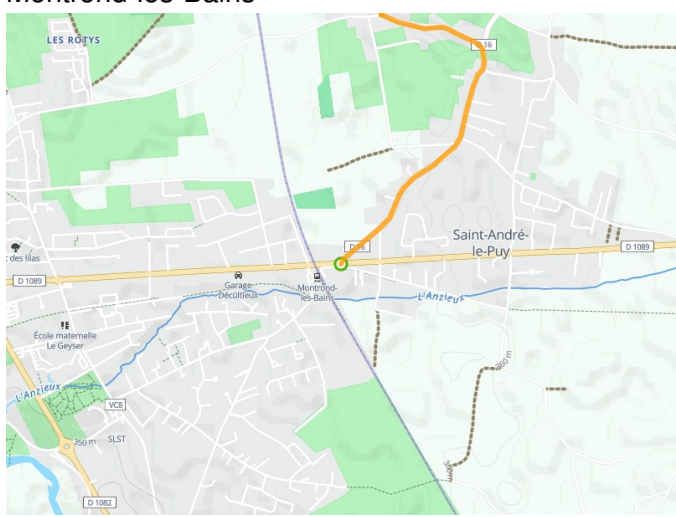 Montrond-les-Bains
LES ROTYS
D 16
Saint-André-
le-Puy
D 16
D 1089
des lilas
D 1089
Garage
Décultieux
Montrond-
les-Bains
L'Anzieux
École maternelle
Le Geyser
360 m
L'Anzieux
VC8
350 m
SLST
D 1082